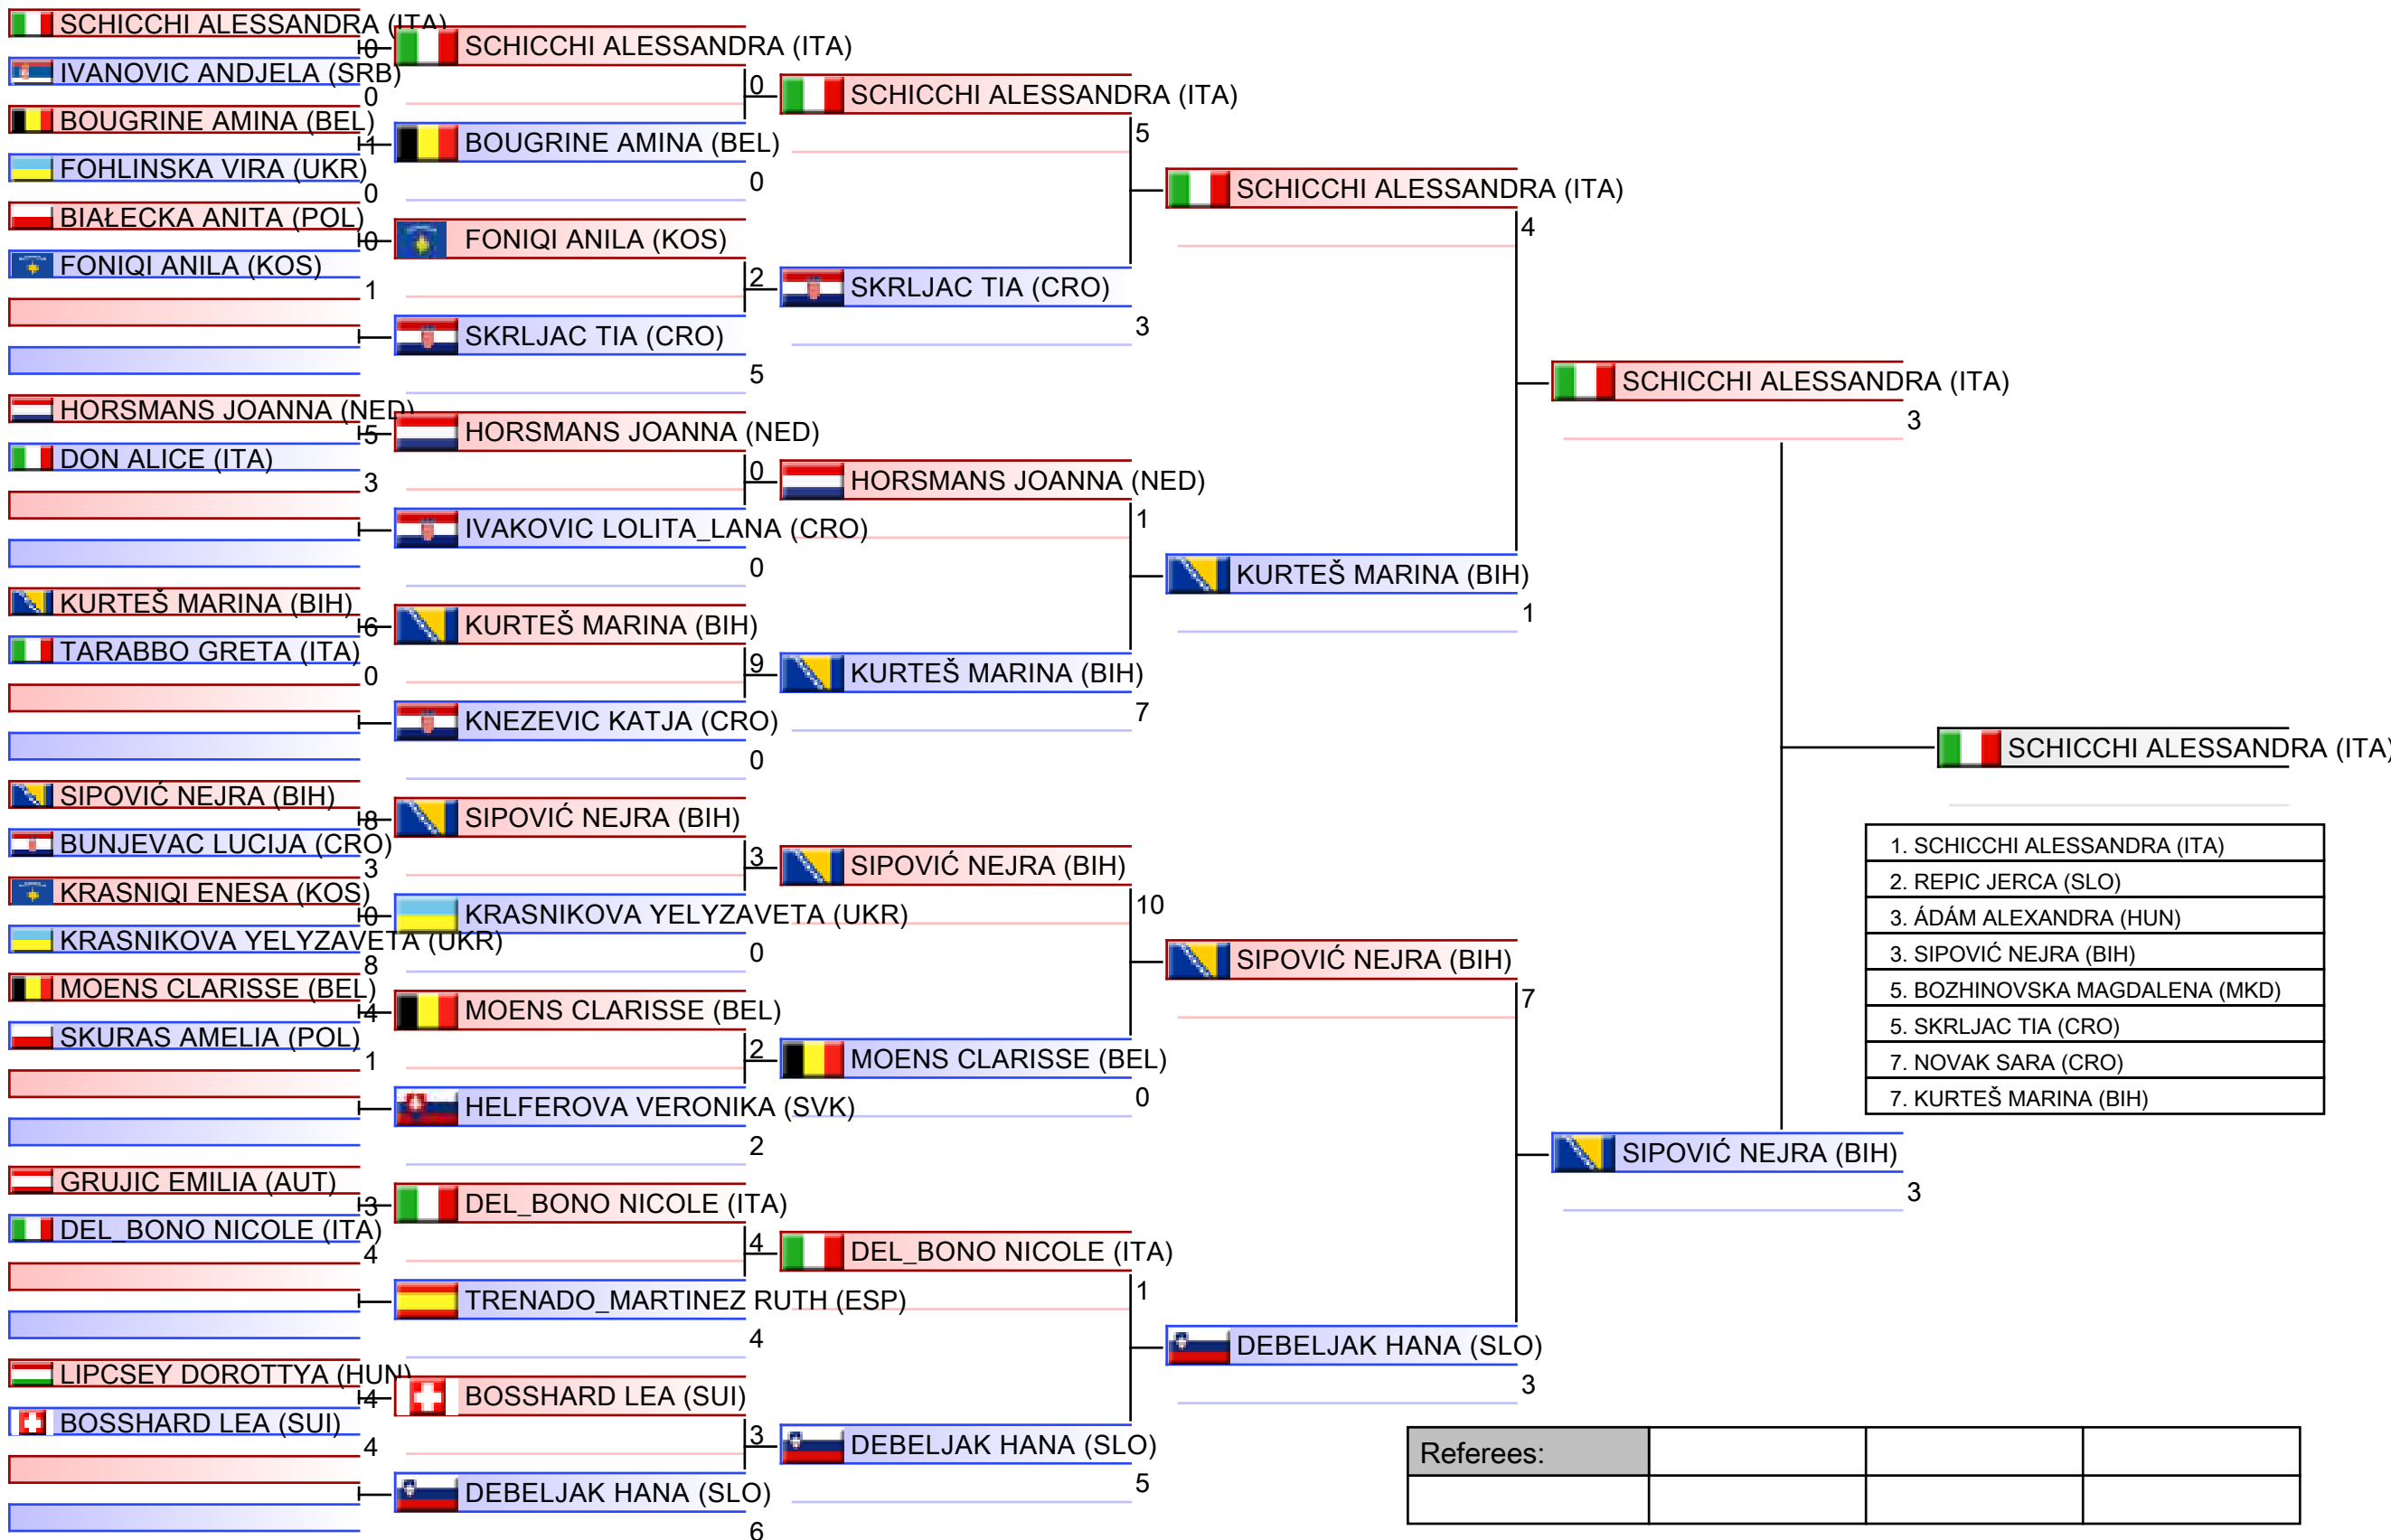 SCHICCHI ALESSANDRA (ITA)
0
IVANOVIC ANDJELA (SRB)
0
BOUGRINE AMINA (BEL)
1
FOHLINSKA VIRA (UKR)
0
BIAŁECKA ANITA (POL)
0
FONIQI ANILA (KOS)
1
HORSMANS JOANNA (NED)
5
DON ALICE (ITA)
3
KURTEŠ MARINA (BIH)
6
TARABBO GRETA (ITA)
0
SIPOVIĆ NEJRA (BIH)
8
BUNJEVAC LUCIJA (CRO)
3
KRASNIQI ENESA (KOS)
0
KRASNIKOVA YELYZAVETA (UKR)
8
MOENS CLARISSE (BEL)
4
SKURAS AMELIA (POL)
1
GRUJIC EMILIA (AUT)
3
DEL_BONO NICOLE (ITA)
4
LIPCSEY DOROTTYA (HUN)
4
BOSSHARD LEA (SUI)
4
SCHICCHI ALESSANDRA (ITA)
0
BOUGRINE AMINA (BEL)
0
FONIQI ANILA (KOS)
2
SKRLJAC TIA (CRO)
5
HORSMANS JOANNA (NED)
0
IVAKOVIC LOLITA_LANA (CRO)
0
KURTEŠ MARINA (BIH)
9
KNEZEVIC KATJA (CRO)
0
SIPOVIĆ NEJRA (BIH)
3
KRASNIKOVA YELYZAVETA (UKR)
0
MOENS CLARISSE (BEL)
2
HELFEROVA VERONIKA (SVK)
2
DEL_BONO NICOLE (ITA)
4
TRENADO_MARTINEZ RUTH (ESP)
4
BOSSHARD LEA (SUI)
3
DEBELJAK HANA (SLO)
6
SCHICCHI ALESSANDRA (ITA)
5
SKRLJAC TIA (CRO)
3
HORSMANS JOANNA (NED)
1
KURTEŠ MARINA (BIH)
7
SIPOVIĆ NEJRA (BIH)
10
MOENS CLARISSE (BEL)
0
DEL_BONO NICOLE (ITA)
1
DEBELJAK HANA (SLO)
5
SCHICCHI ALESSANDRA (ITA)
4
KURTEŠ MARINA (BIH)
1
SIPOVIĆ NEJRA (BIH)
7
DEBELJAK HANA (SLO)
3
SCHICCHI ALESSANDRA (ITA)
3
SIPOVIĆ NEJRA (BIH)
3
SCHICCHI ALESSANDRA (ITA)
1. SCHICCHI ALESSANDRA (ITA)
2. REPIC JERCA (SLO)
3. ÁDÁM ALEXANDRA (HUN)
3. SIPOVIĆ NEJRA (BIH)
5. BOZHINOVSKA MAGDALENA (MKD)
5. SKRLJAC TIA (CRO)
7. NOVAK SARA (CRO)
7. KURTEŠ MARINA (BIH)
Referees: